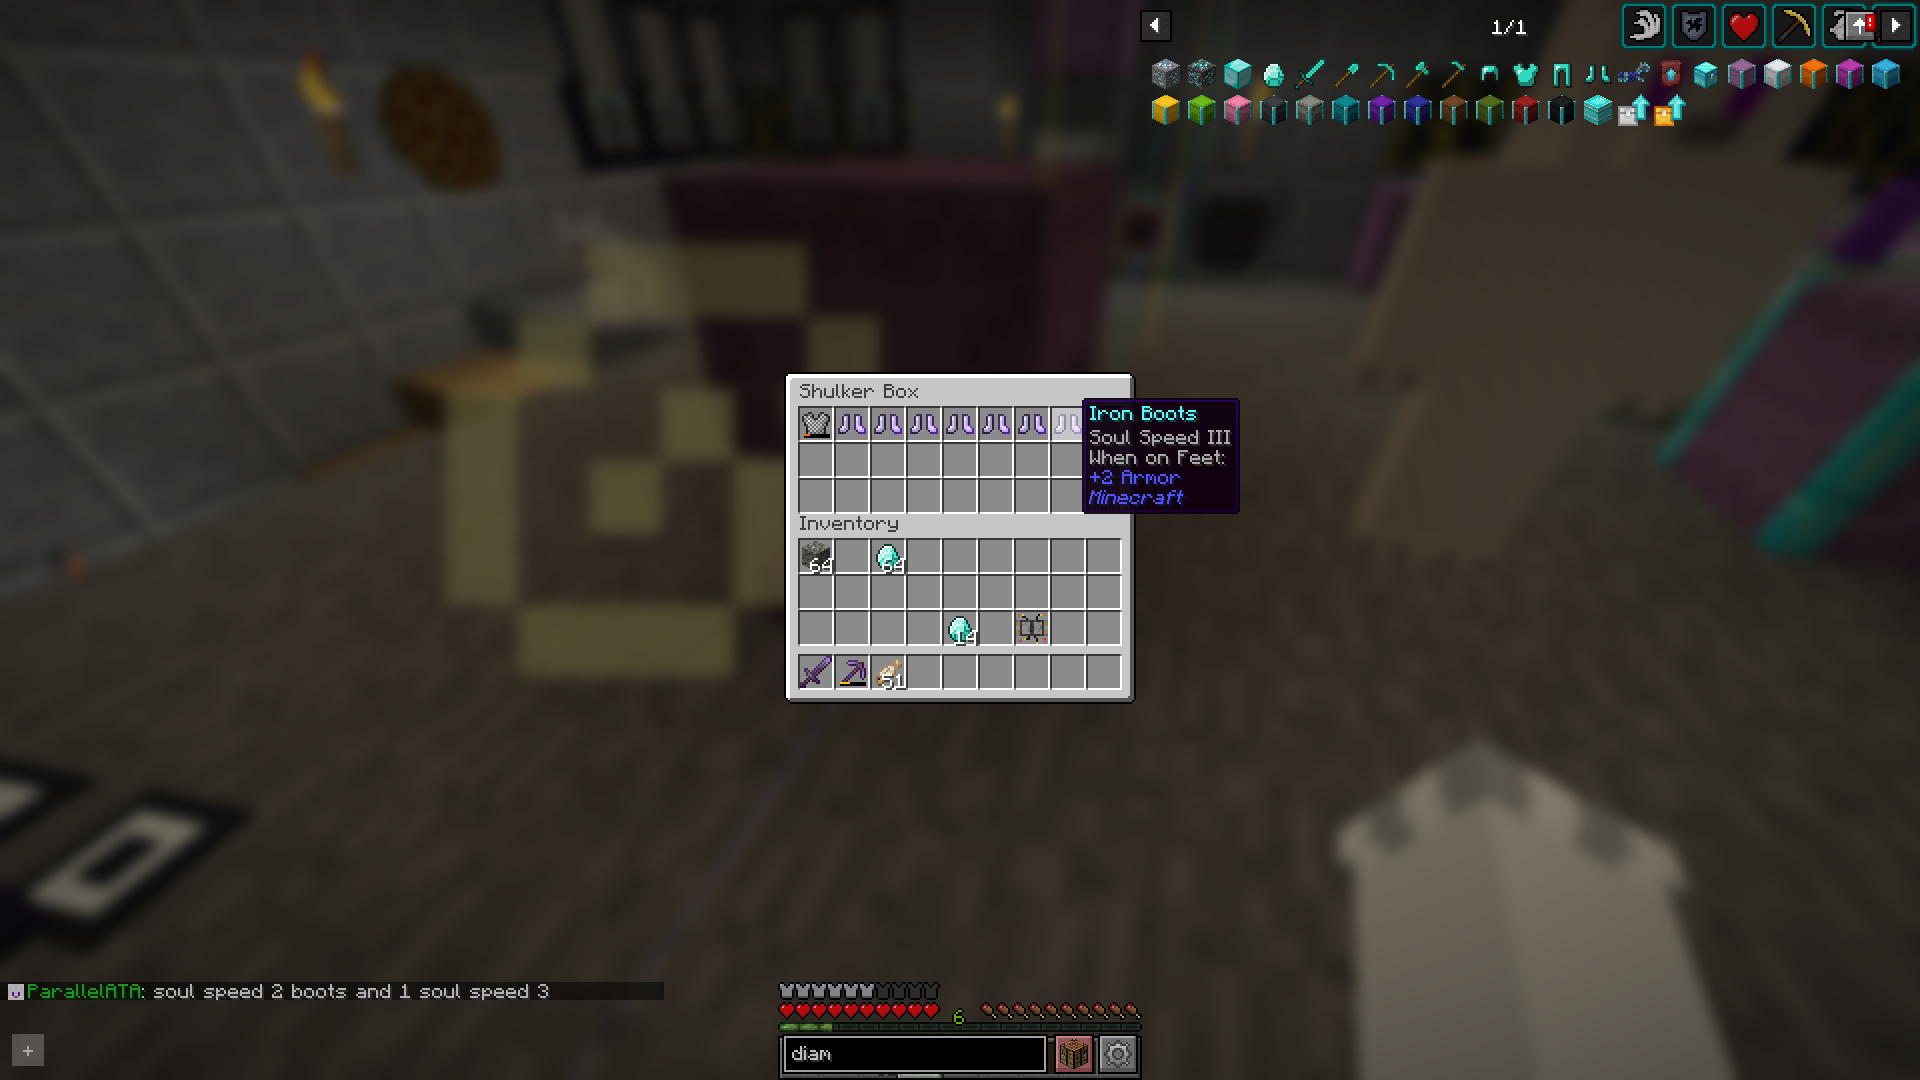 1/1
Shulker Box
Iron Boots
Soul Speed III
When on Feet:
+2 Armor
Minecraft
Inventory
64
64
14
51
ParallelATA: soul speed 2 boots and 1 soul speed 3
+
6
diam